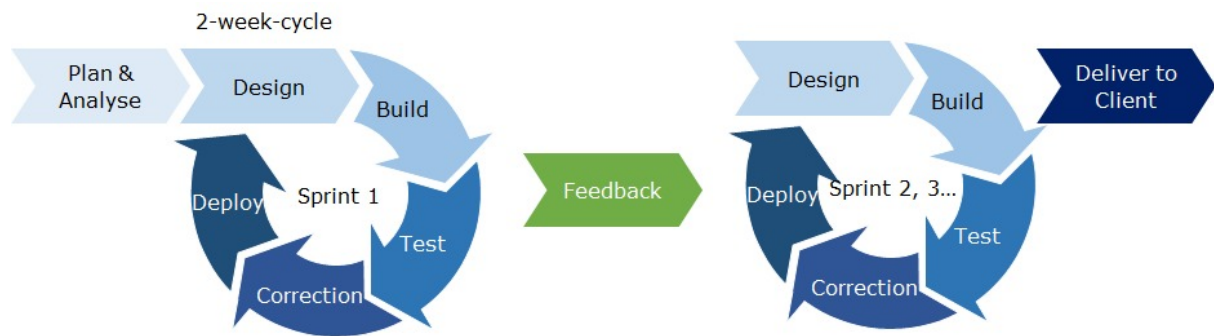 2-week-cycle
Plan &
Analyse
Design
Build
Test
Correction
Deploy
Sprint 1
Feedback
Design
Build
Test
Correction
Deploy
Sprint 2, 3...
Deliver to
Client